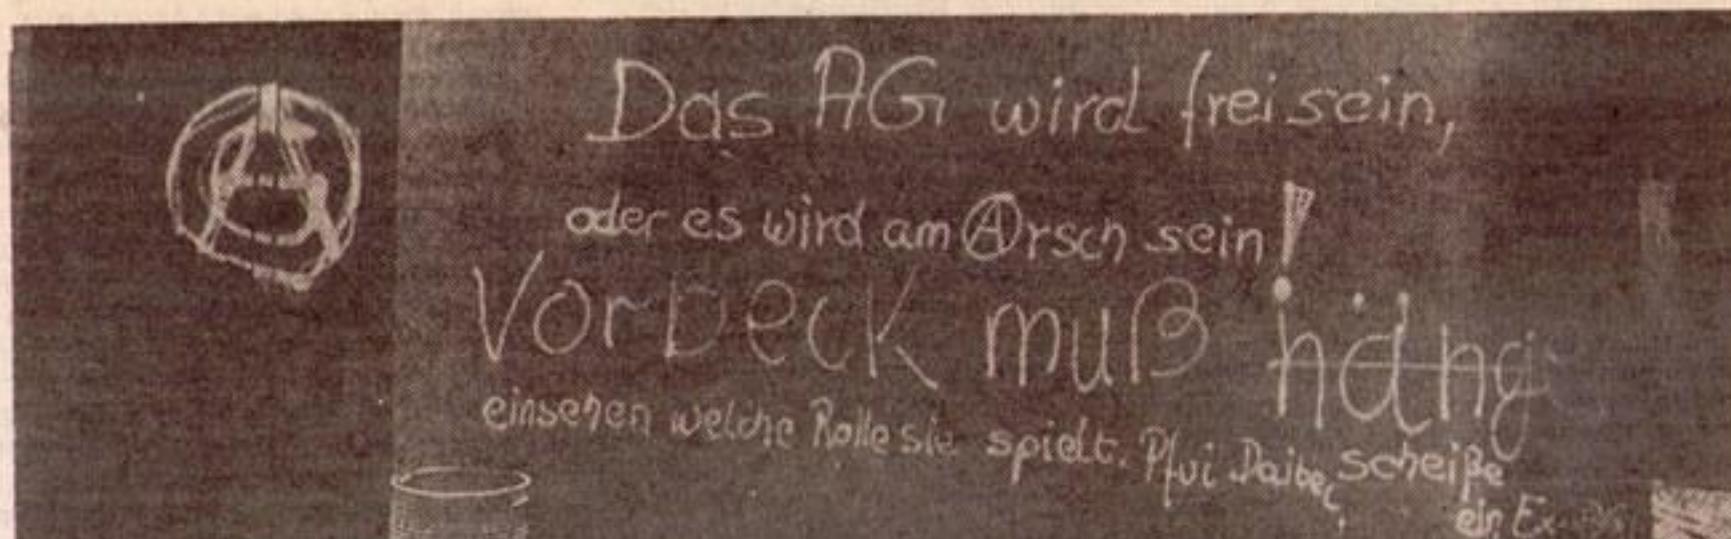 Das AG wird frei sein,
oder es wird am Arsch sein!
Vorbeck muß häng
einsehen welche Rolle sie spielt. Pfui Daibel, scheiße
ein